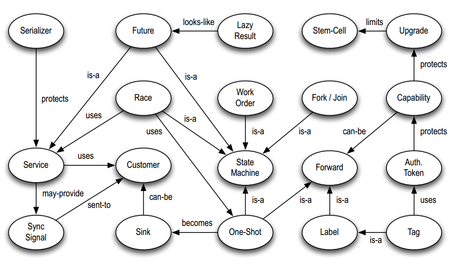 Serializer
Future
looks-like
Lazy
Result
Stem-Cell
limits
Upgrade
is-a
is-a
protects
protects
Race
Work
Order
Fork / Join
Capability
uses
is-a
uses
is-a
is-a
can-be
protects
Service
uses
Customer
State
Machine
Forward
Auth.
Token
may-provide
sent-to
can-be
is-a
is-a
is-a
uses
Sync
Signal
Sink
becomes
One-Shot
Label
is-a
Tag